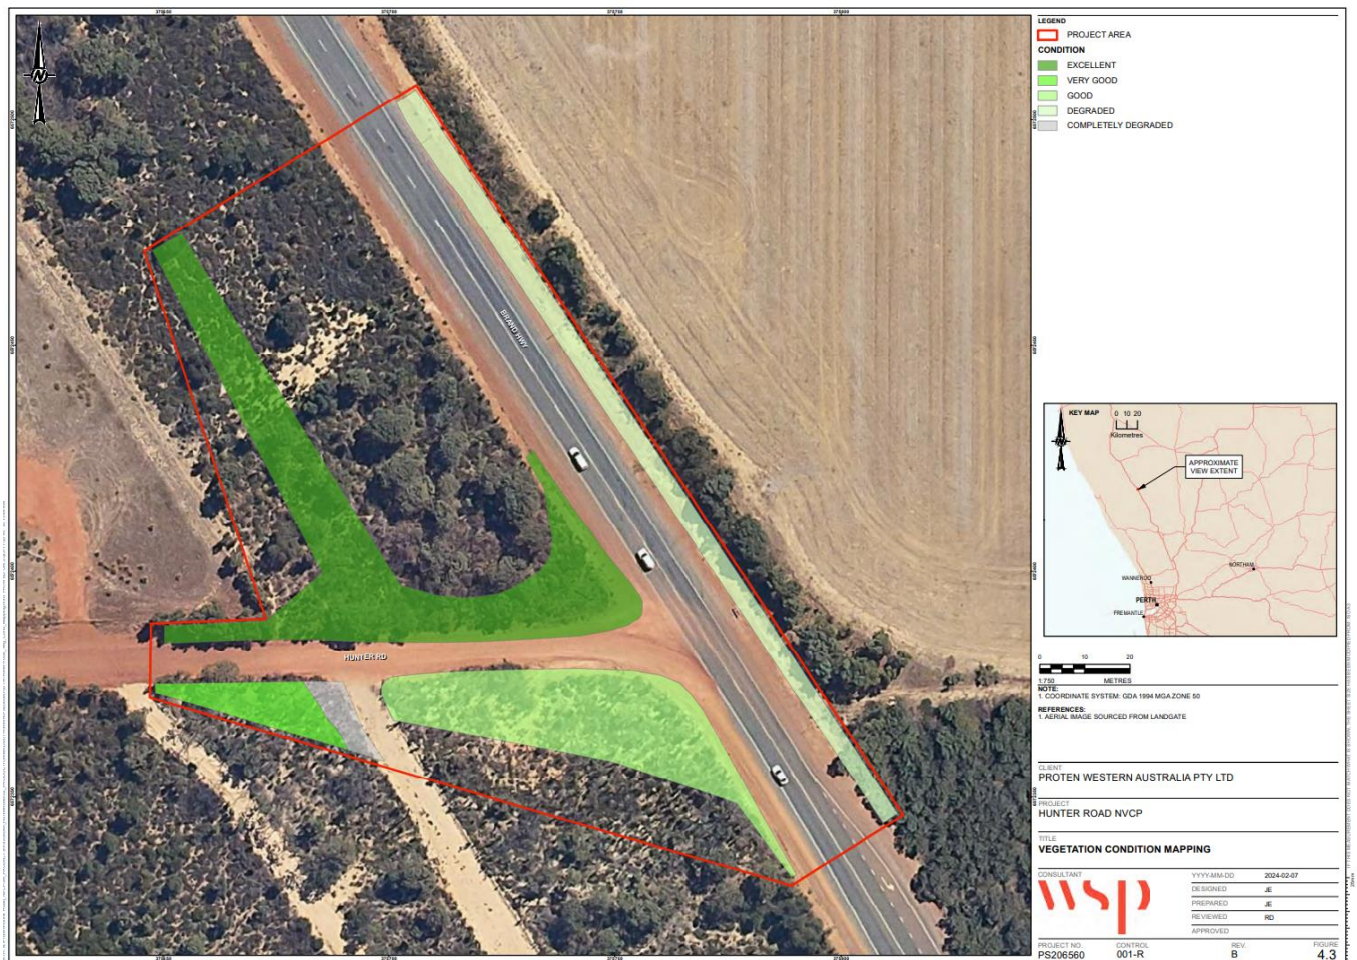 LEGEND
PROJECT AREA
CONDITION
EXCELLENT
VERY GOOD
GOOD
DEGRADED
COMPLETELY DEGRADED
BRAND HWY
HUNTER RD
KEY MAP
0 10 20
Kilometres
APPROXIMATE
VIEW EXTENT
NORTHAM
WANNEROO
PERTH
FREMANTLE
0 10 20
1:750 METRES
NOTE:
1. COORDINATE SYSTEM: GDA 1994 MGA ZONE 50
REFERENCES:
1. AERIAL IMAGE SOURCED FROM LANDGATE
CLIENT
PROTEN WESTERN AUSTRALIA PTY LTD
PROJECT
HUNTER ROAD NVCP
TITLE
VEGETATION CONDITION MAPPING
CONSULTANT
wsp
YYYY-MM-DD 2024-02-07
DESIGNED JE
PREPARED JE
REVIEWED RD
APPROVED
PROJECT NO. CONTROL REV. FIGURE
PS206560 001-R B 4.3